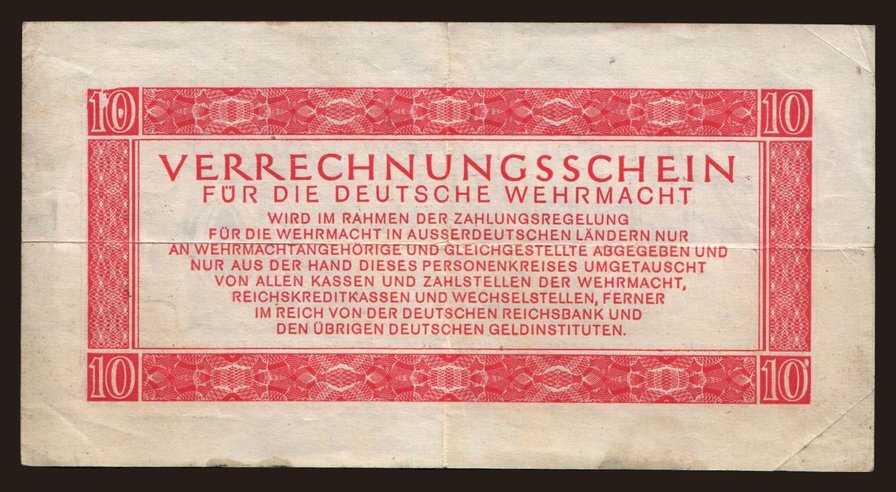 10 10
VERRECHNUNGSSCHEIN
FÜR DIE DEUTSCHE WEHRMACHT
WIRD IM RAHMEN DER ZAHLUNGSREGELUNG
FÜR DIE WEHRMACHT IN AUSSERDEUTSCHEN LÄNDERN NUR
AN WEHRMACHTANGEHÖRIGE UND GLEICHGESTELLTE ABGEGEBEN UND
NUR AUS DER HAND DIESES PERSONENKREISES UMGETAUSCHT
VON ALLEN KASSEN UND ZAHLSTELLEN DER WEHRMACHT,
REICHSKREDITKASSEN UND WECHSELSTELLEN, FERNER
IM REICH VON DER DEUTSCHEN REICHSBANK UND
DEN ÜBRIGEN DEUTSCHEN GELDINSTITUTEN.
10 10